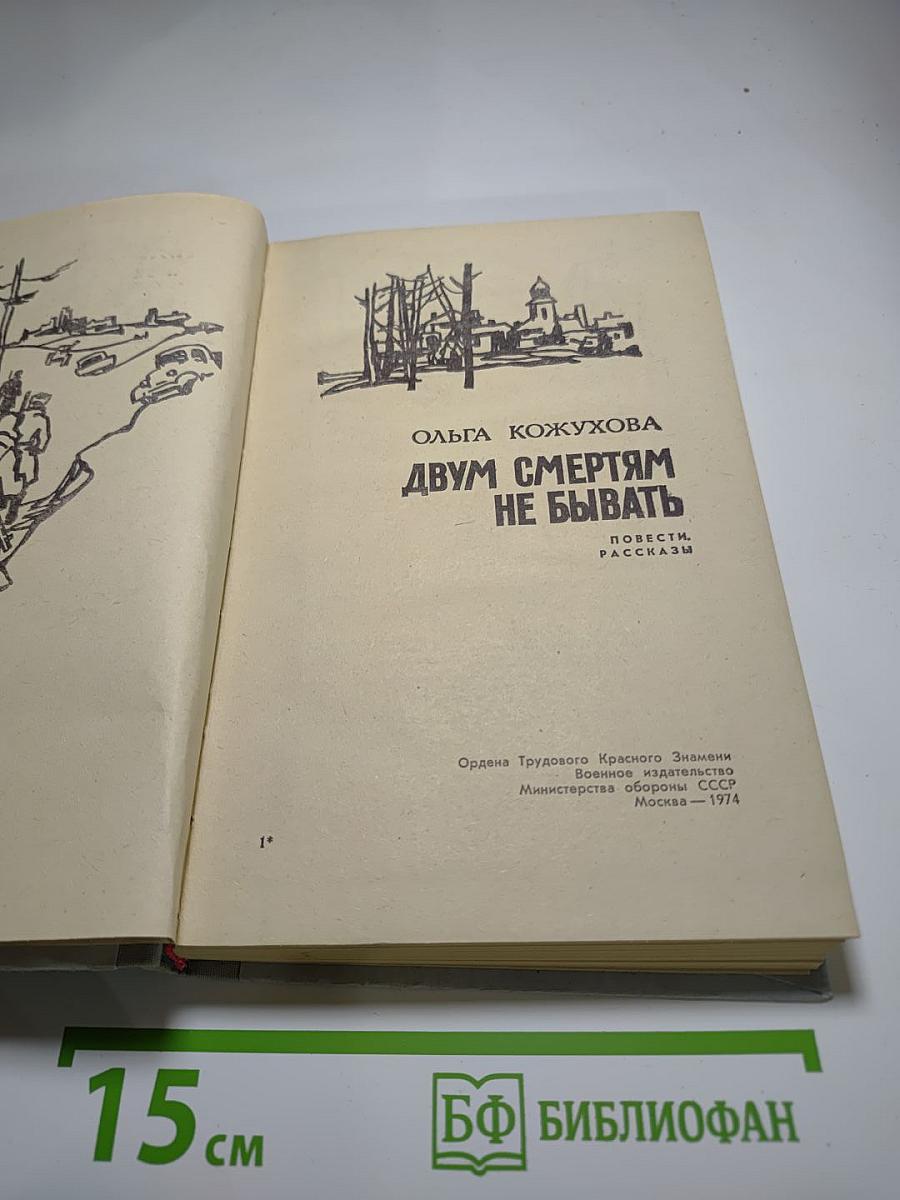 ОЛЬГА КОЖУХОВА
ДВУМ СМЕРТЯМ
НЕ БЫВАТЬ
ПОВЕСТИ.
РАССКАЗЫ
Ордена Трудового Красного Знамени
Военное издательство
Министерства обороны СССР
Москва — 1974
1*
15 см
БФ БИБЛИОФАН